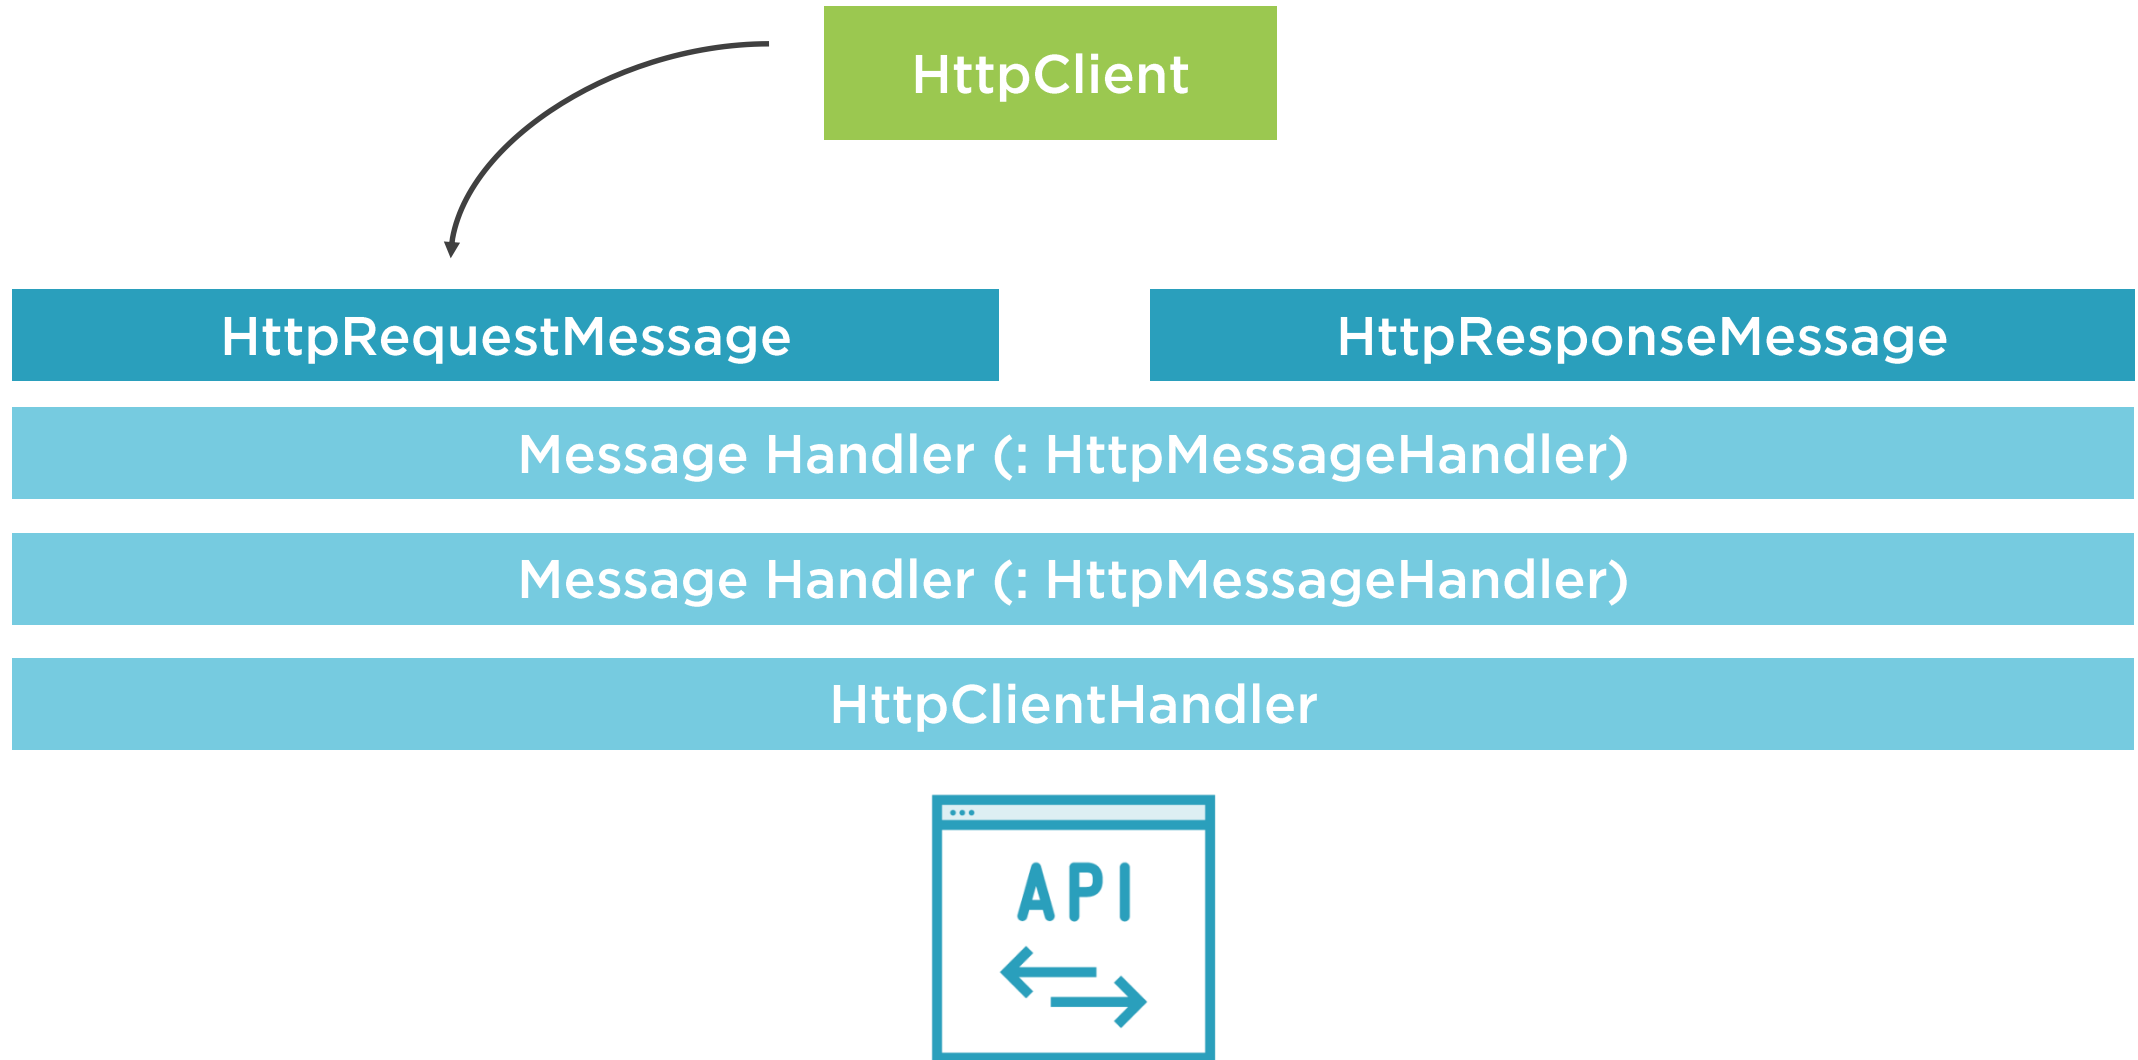 HttpClient
HttpRequestMessage
HttpResponseMessage
Message Handler (: HttpMessageHandler)
Message Handler (: HttpMessageHandler)
HttpClientHandler
API